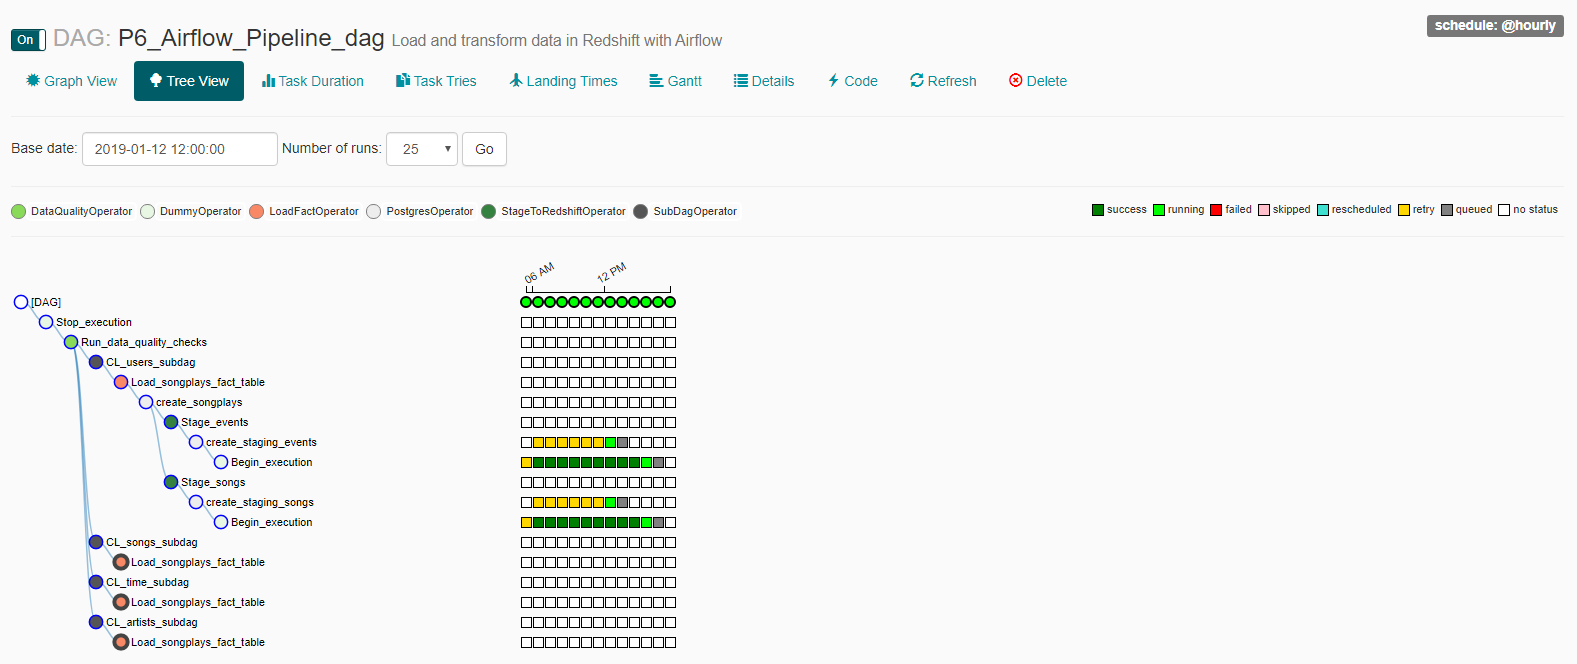 schedule: @hourly
On DAG: P6_Airflow_Pipeline_dag Load and transform data in Redshift with Airflow
Graph View Tree View Task Duration Task Tries Landing Times Gantt Details Code Refresh Delete
Base date: 2019-01-12 12:00:00 Number of runs: 25 Go
DataQualityOperator DummyOperator LoadFactOperator PostgresOperator StageToRedshiftOperator SubDagOperator success running failed skipped rescheduled retry queued no status
06 AM 12 PM
[DAG]
Stop_execution
Run_data_quality_checks
CL_users_subdag
Load_songplays_fact_table
create_songplays
Stage_events
create_staging_events
Begin_execution
Stage_songs
create_staging_songs
Begin_execution
CL_songs_subdag
Load_songplays_fact_table
CL_time_subdag
Load_songplays_fact_table
CL_artists_subdag
Load_songplays_fact_table